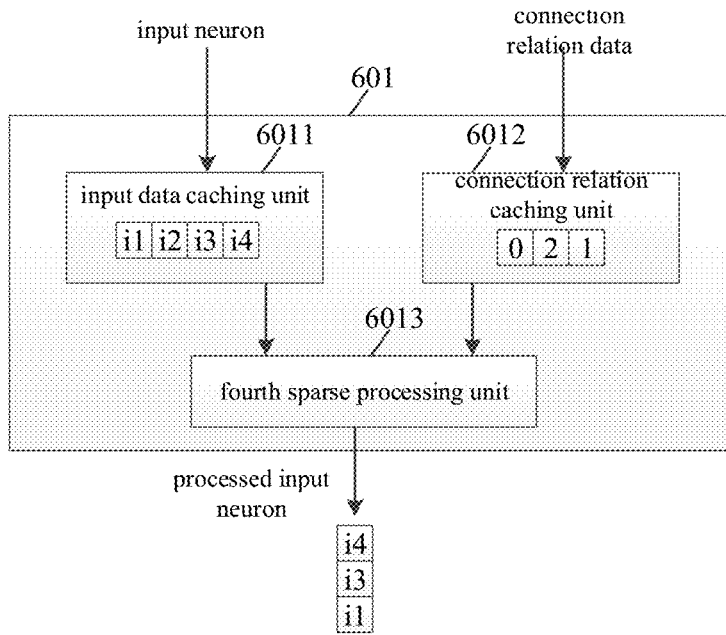 input neuron
connection
relation data
601
6011
6012
input data caching unit
i1 i2 i3 i4
connection relation
caching unit
0 2 1
6013
fourth sparse processing unit
processed input
neuron
i4
i3
i1